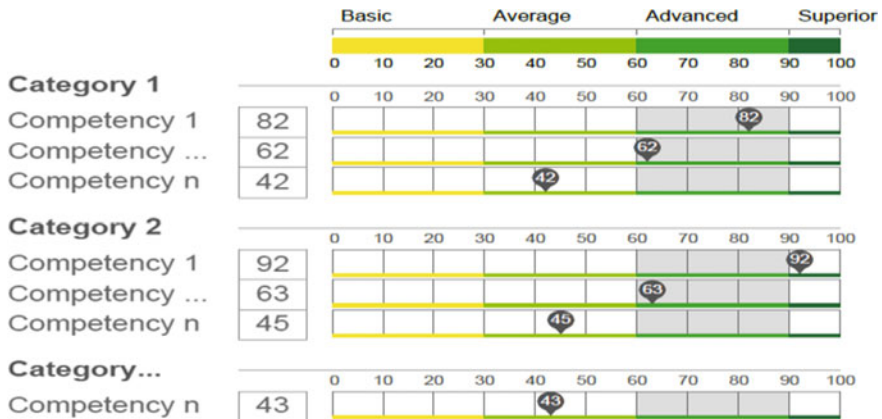 Basic Average Advanced Superior
0 10 20 30 40 50 60 70 80 90 100
Category 1
0 10 20 30 40 50 60 70 80 90 100
Competency 1 82 82
Competency ... 62 62
Competency n 42 42
Category 2
0 10 20 30 40 50 60 70 80 90 100
Competency 1 92 92
Competency ... 63 63
Competency n 45 45
Category...
0 10 20 30 40 50 60 70 80 90 100
Competency n 43 43